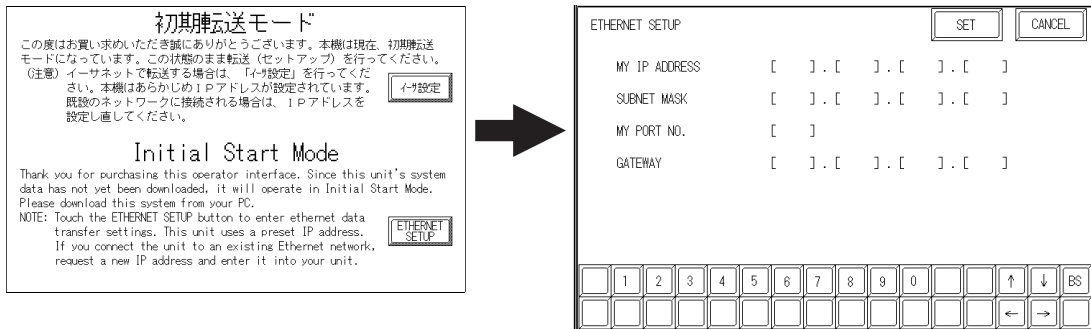 初期転送モード
この度はお買い求めいただき誠にありがとうございます。本機は現在、初期転送
モードになっています。この状態のまま転送（セットアップ）を行ってください。
（注意）イーサネットで転送する場合は、「ｲｰｻ設定」を行ってくだ
さい。本機はあらかじめＩＰアドレスが設定されています。
既設のネットワークに接続される場合は、ＩＰアドレスを
設定し直してください。
ｲｰｻ設定
Initial Start Mode
Thank you for purchasing this operator interface. Since this unit's system
data has not yet been downloaded, it will operate in Initial Start Mode.
Please download this system from your PC.
NOTE: Touch the ETHERNET SETUP button to enter ethernet data
transfer settings. This unit uses a preset IP address.
If you connect the unit to an existing Ethernet network,
request a new IP address and enter it into your unit.
ETHERNET
SETUP
ETHERNET SETUP
SET
CANCEL
MY IP ADDRESS [ ].[ ].[ ].[ ]
SUBNET MASK [ ].[ ].[ ].[ ]
MY PORT NO. [ ]
GATEWAY [ ].[ ].[ ].[ ]
1 2 3 4 5 6 7 8 9 0 ↑ ↓ BS
← →